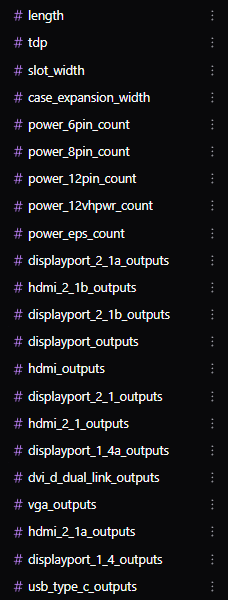 # length
# tdp
# slot_width
# case_expansion_width
# power_6pin_count
# power_8pin_count
# power_12pin_count
# power_12vhpwr_count
# power_eps_count
# displayport_2_1a_outputs
# hdmi_2_1b_outputs
# displayport_2_1b_outputs
# displayport_outputs
# hdmi_outputs
# displayport_2_1_outputs
# hdmi_2_1_outputs
# displayport_1_4a_outputs
# dvi_d_dual_link_outputs
# vga_outputs
# hdmi_2_1a_outputs
# displayport_1_4_outputs
# usb_type_c_outputs